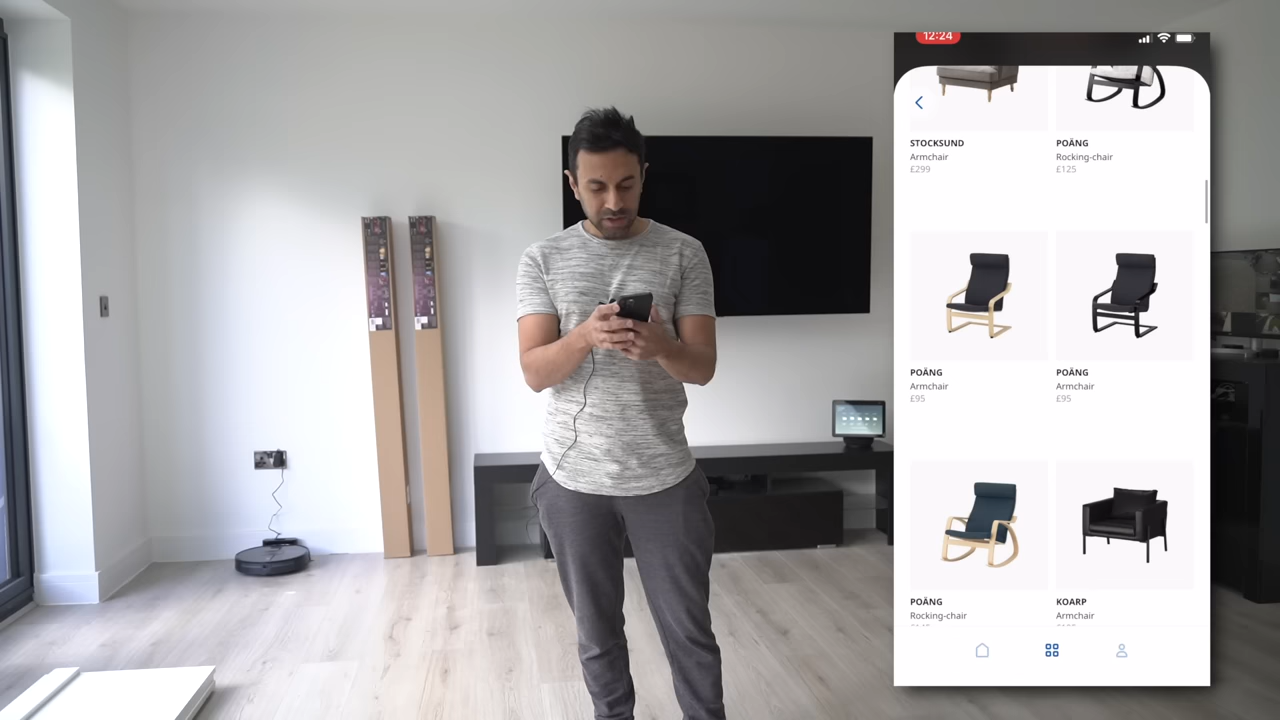 12:24
STOCKSUND
Armchair
£299
POÄNG
Rocking-chair
£125
POÄNG
Armchair
£95
POÄNG
Armchair
£95
POÄNG
Rocking-chair
KOARP
Armchair